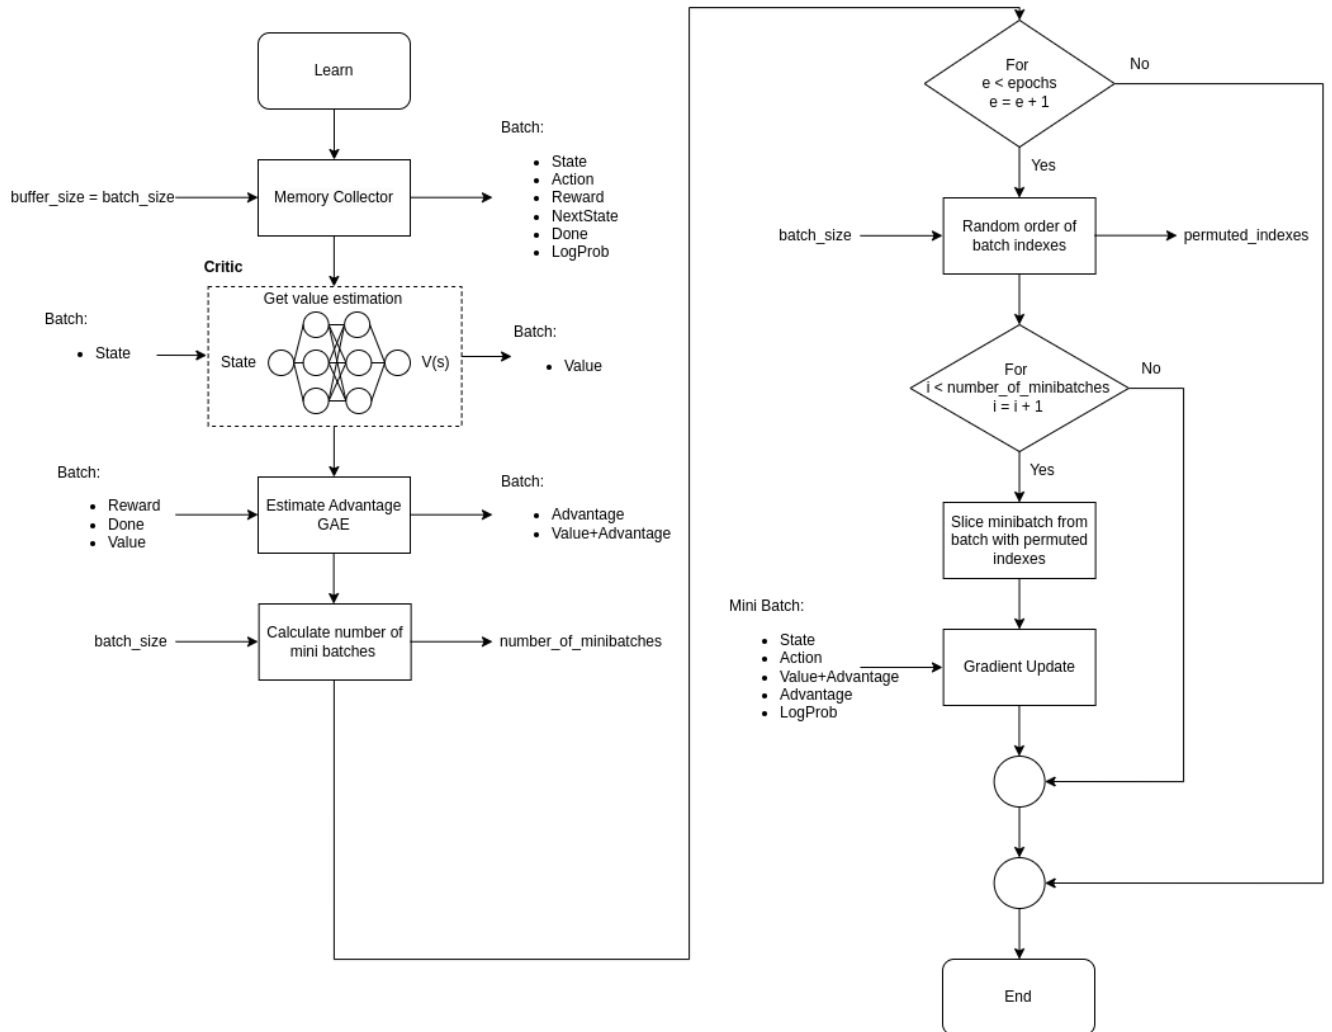 Learn
buffer_size = batch_size
Memory Collector
Batch:
• State
• Action
• Reward
• NextState
• Done
• LogProb
Critic
Get value estimation
Batch:
• State
State
V(s)
Batch:
• Value
Batch:
• Reward
• Done
• Value
Estimate Advantage
GAE
Batch:
• Advantage
• Value+Advantage
batch_size
Calculate number of
mini batches
number_of_minibatches
For
e < epochs
e = e + 1
No
Yes
batch_size
Random order of
batch indexes
permuted_indexes
For
i < number_of_minibatches
i = i + 1
No
Yes
Slice minibatch from
batch with permuted
indexes
Mini Batch:
• State
• Action
• Value+Advantage
• Advantage
• LogProb
Gradient Update
End